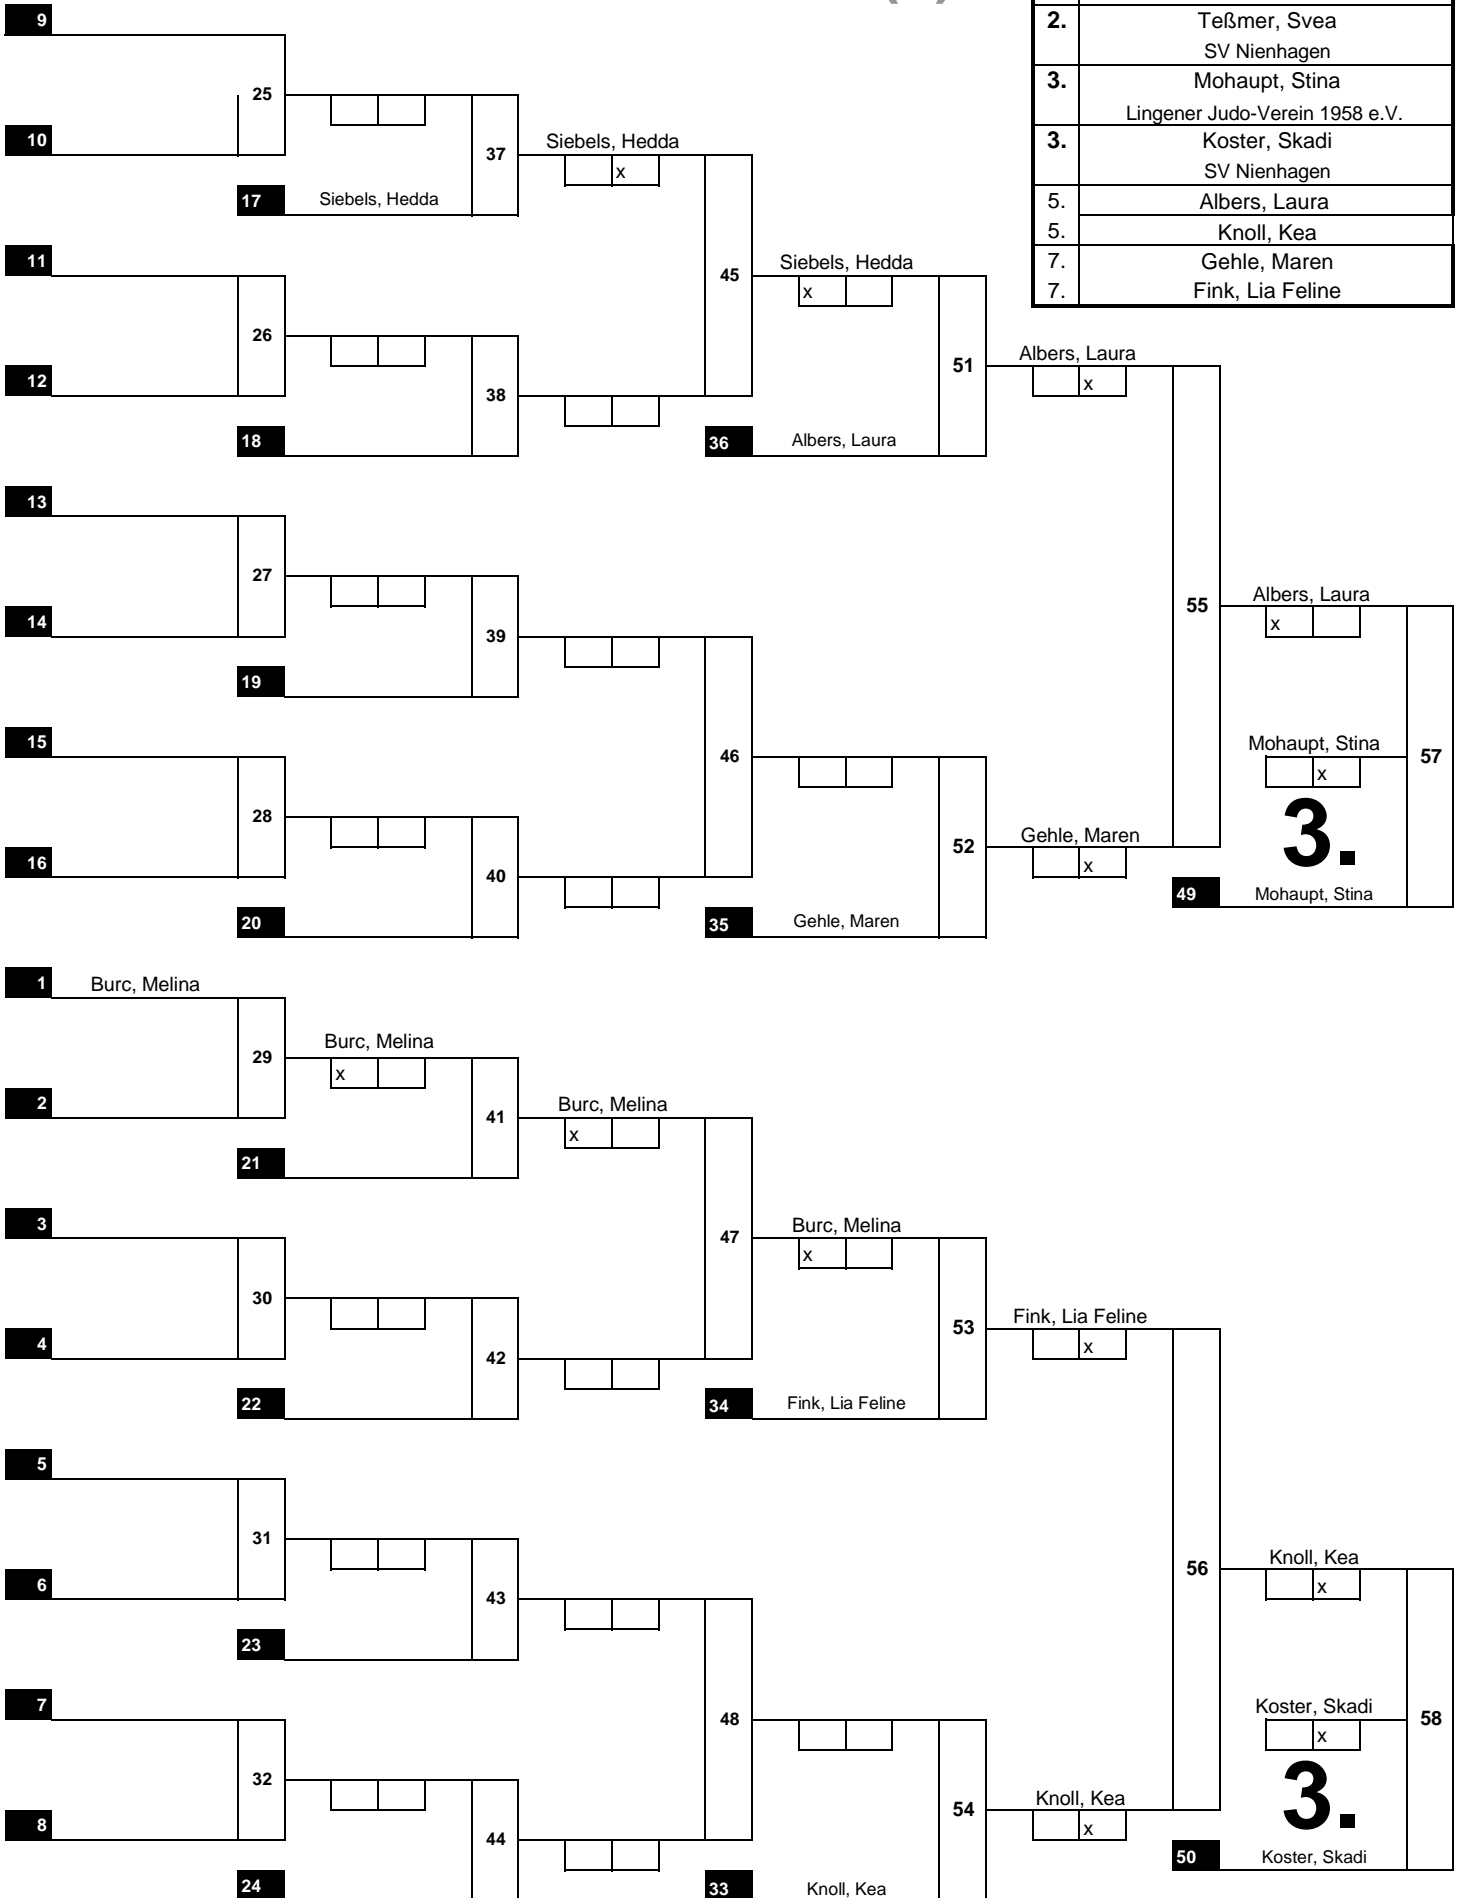 9
2.
Teßmer, Svea
SV Nienhagen
3.
Mohaupt, Stina
Lingener Judo-Verein 1958 e.V.
3.
Koster, Skadi
SV Nienhagen
5.
Albers, Laura
5.
Knoll, Kea
7.
Gehle, Maren
7.
Fink, Lia Feline
25
10
37
Siebels, Hedda
x
17
Siebels, Hedda
11
45
Siebels, Hedda
x
26
12
38
51
Albers, Laura
x
18
36
Albers, Laura
13
27
14
39
55
Albers, Laura
x
19
15
46
Mohaupt, Stina
x
57
28
16
40
52
Gehle, Maren
x
3.
20
35
Gehle, Maren
49
Mohaupt, Stina
1
Burc, Melina
29
Burc, Melina
x
2
41
Burc, Melina
x
21
3
47
Burc, Melina
x
30
4
42
53
Fink, Lia Feline
x
22
34
Fink, Lia Feline
5
31
6
43
56
Knoll, Kea
x
23
7
48
Koster, Skadi
x
58
32
8
44
54
Knoll, Kea
x
3.
24
33
Knoll, Kea
50
Koster, Skadi